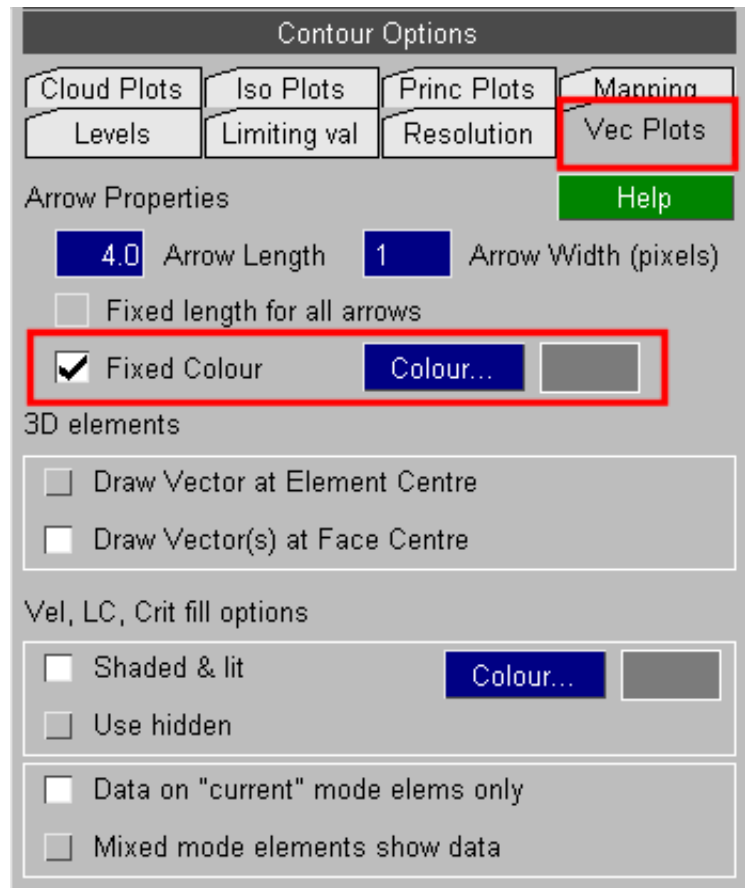 Contour Options
Cloud Plots Iso Plots Princ Plots Mapping
Levels Limiting val Resolution Vec Plots
Arrow Properties Help
4.0 Arrow Length 1 Arrow Width (pixels)
Fixed length for all arrows
Fixed Colour Colour...
3D elements
Draw Vector at Element Centre
Draw Vector(s) at Face Centre
Vel, LC, Crit fill options
Shaded & lit Colour...
Use hidden
Data on "current" mode elems only
Mixed mode elements show data